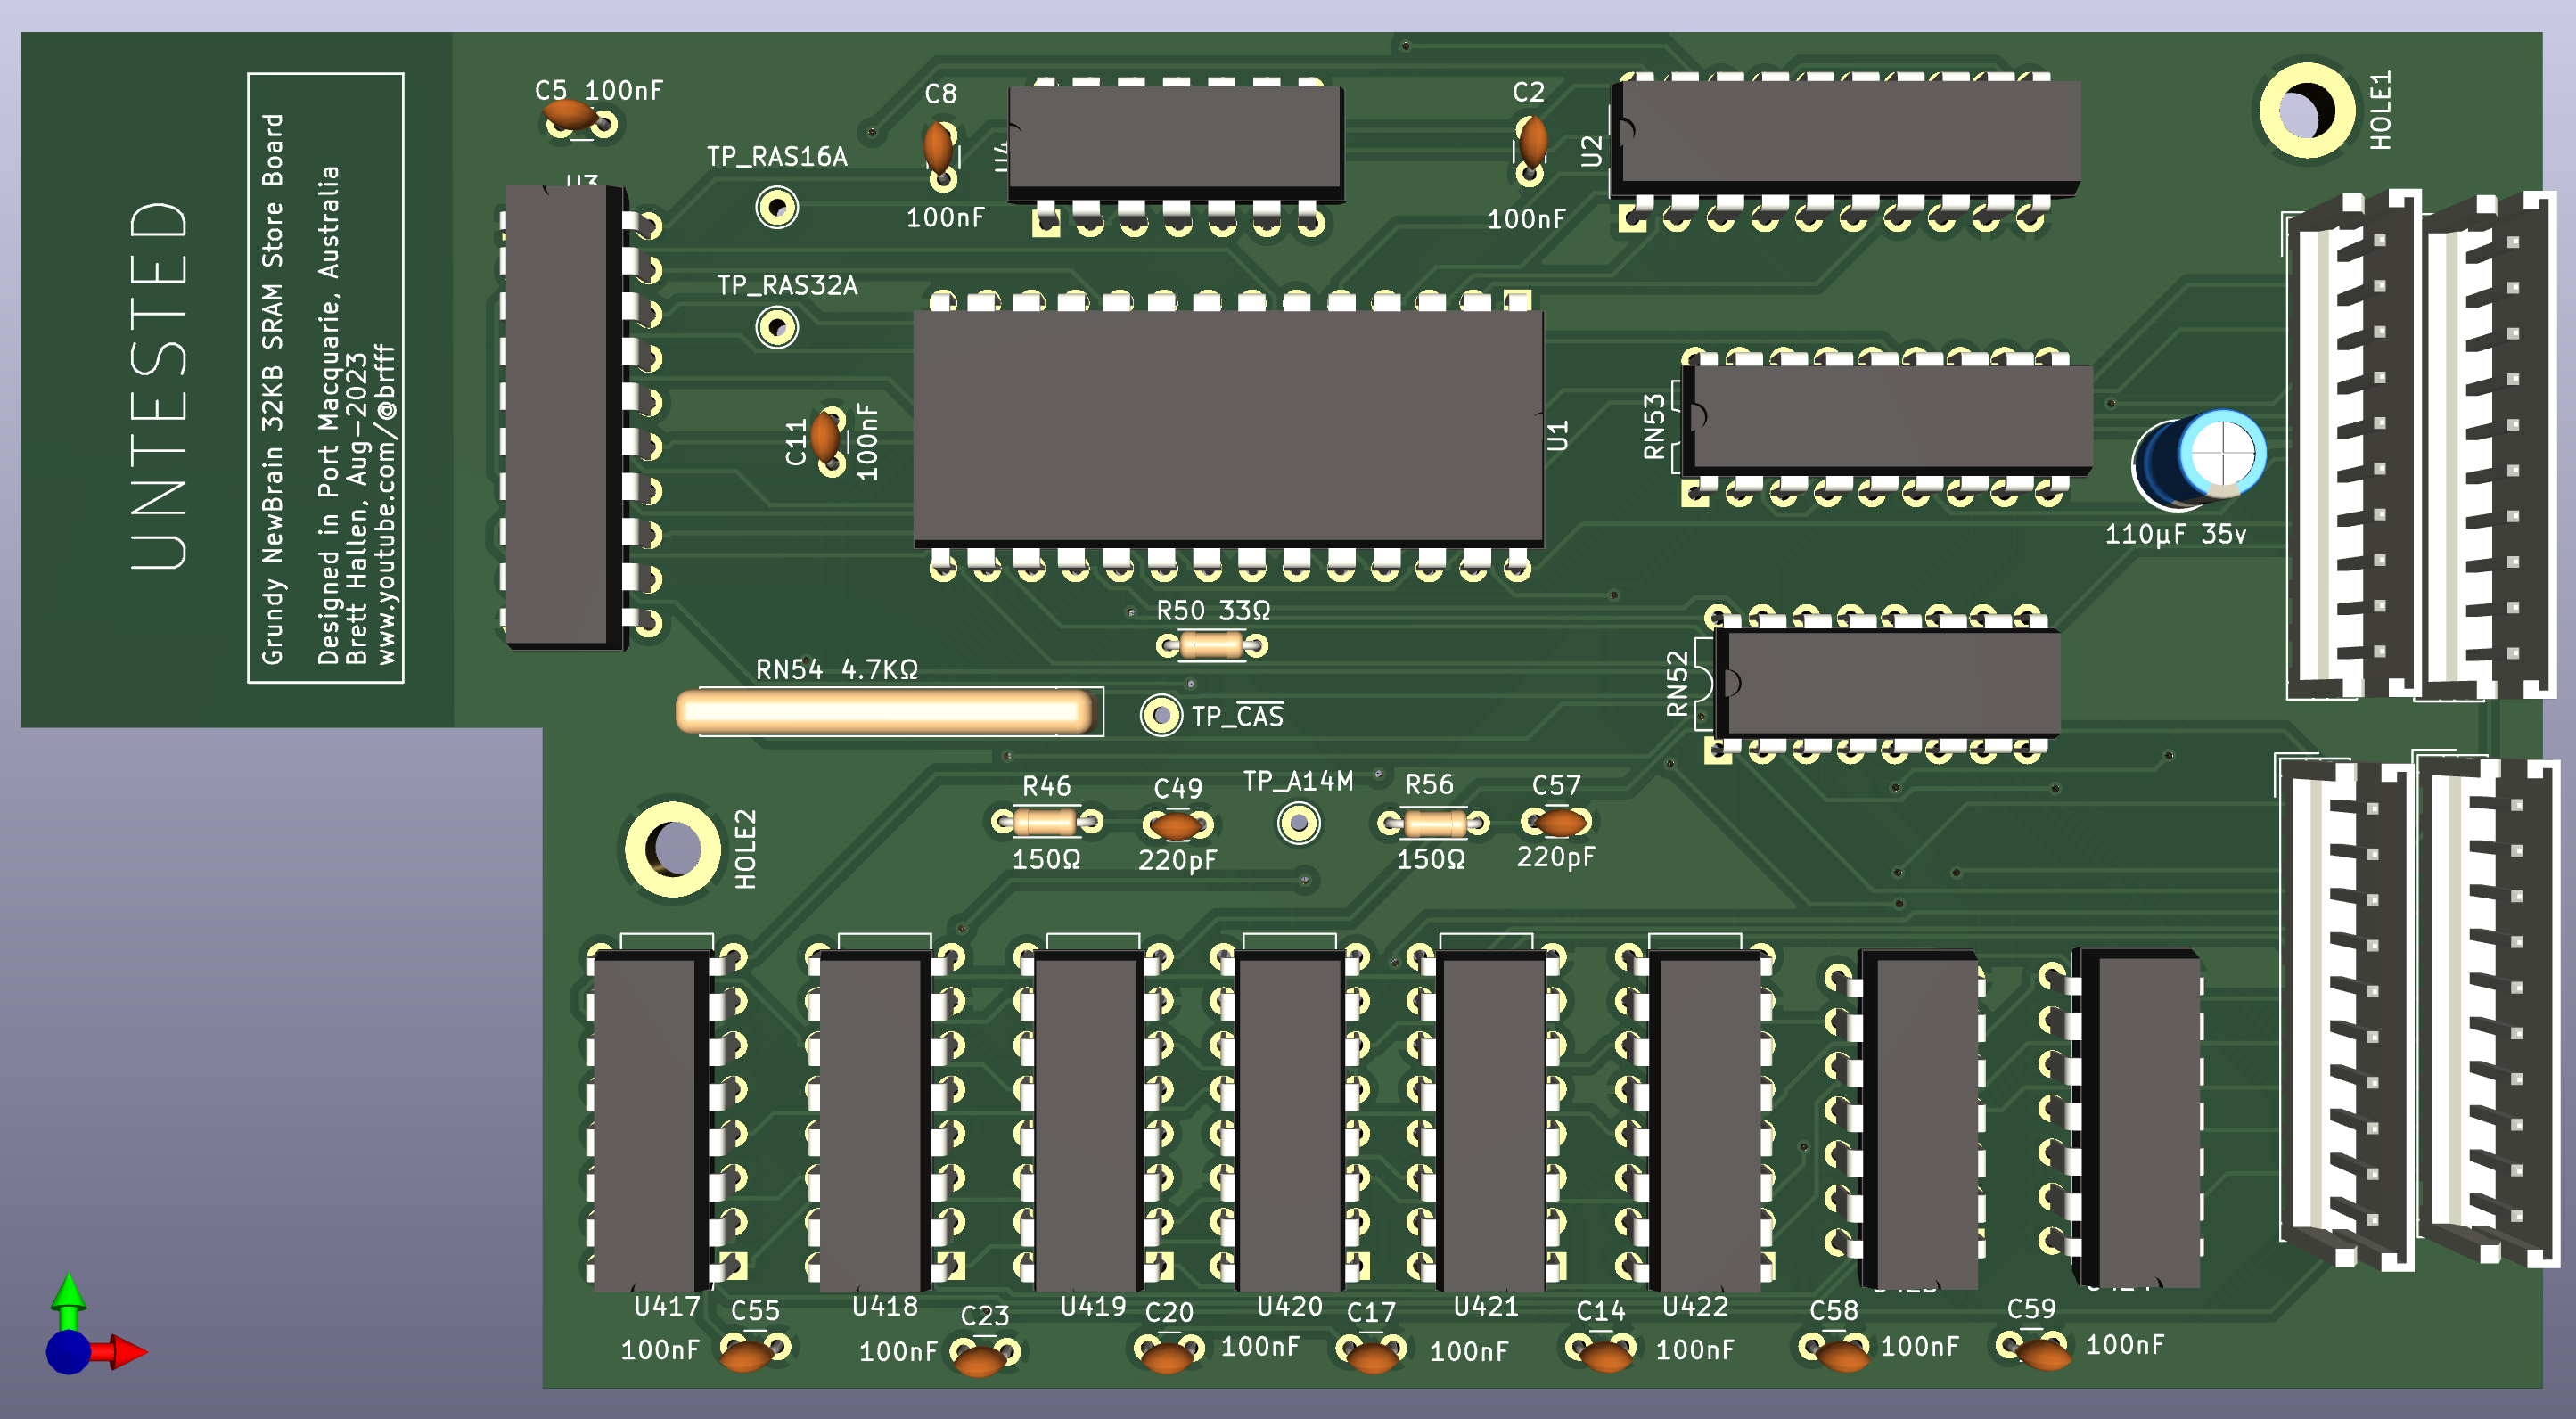 UNTESTED
Grundy NewBrain 32KB SRAM Store Board
Designed in Port Macquarie, Australia
Brett Hallen, Aug-2023
www.youtube.com/@brfff
C5 100nF
U3
TP_RAS16A
TP_RAS32A
C8
100nF
U4
C2
100nF
U2
HOLE1
C11
100nF
U1
RN53
110µF 35v
R50 33Ω
RN54 4.7KΩ
TP_CAS
RN52
HOLE2
R46
150Ω
C49
220pF
TP_A14M
R56
150Ω
C57
220pF
U417
C55
100nF
U418
C23
100nF
U419
C20
100nF
U420
C17
100nF
U421
C14
100nF
U422
C58
100nF
C59
100nF